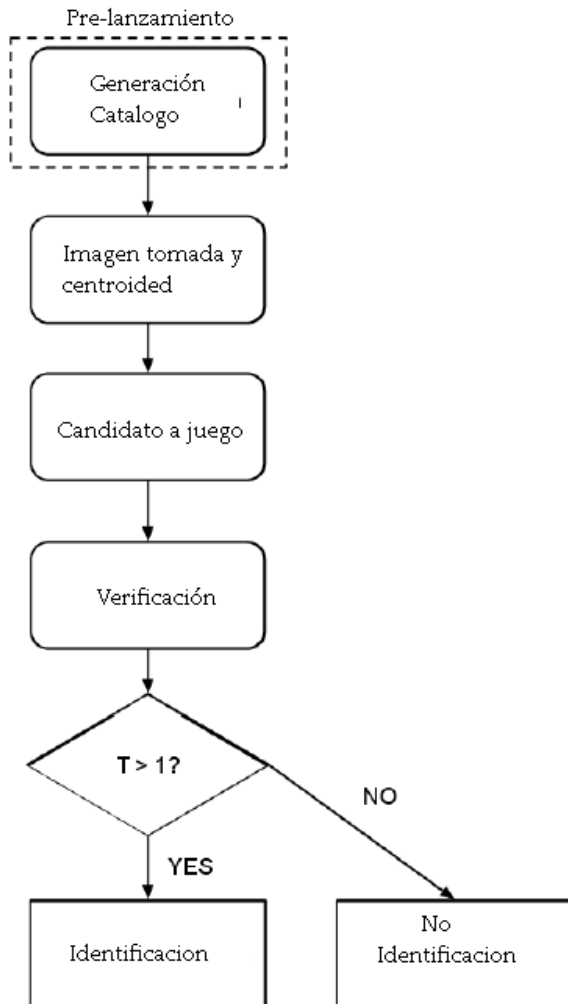 Pre-lanzamiento
Generación
Catalogo
Imagen tomada y
centroided
Candidato a juego
Verificación
T > 1?
NO
YES
Identificacion
No
Identificacion